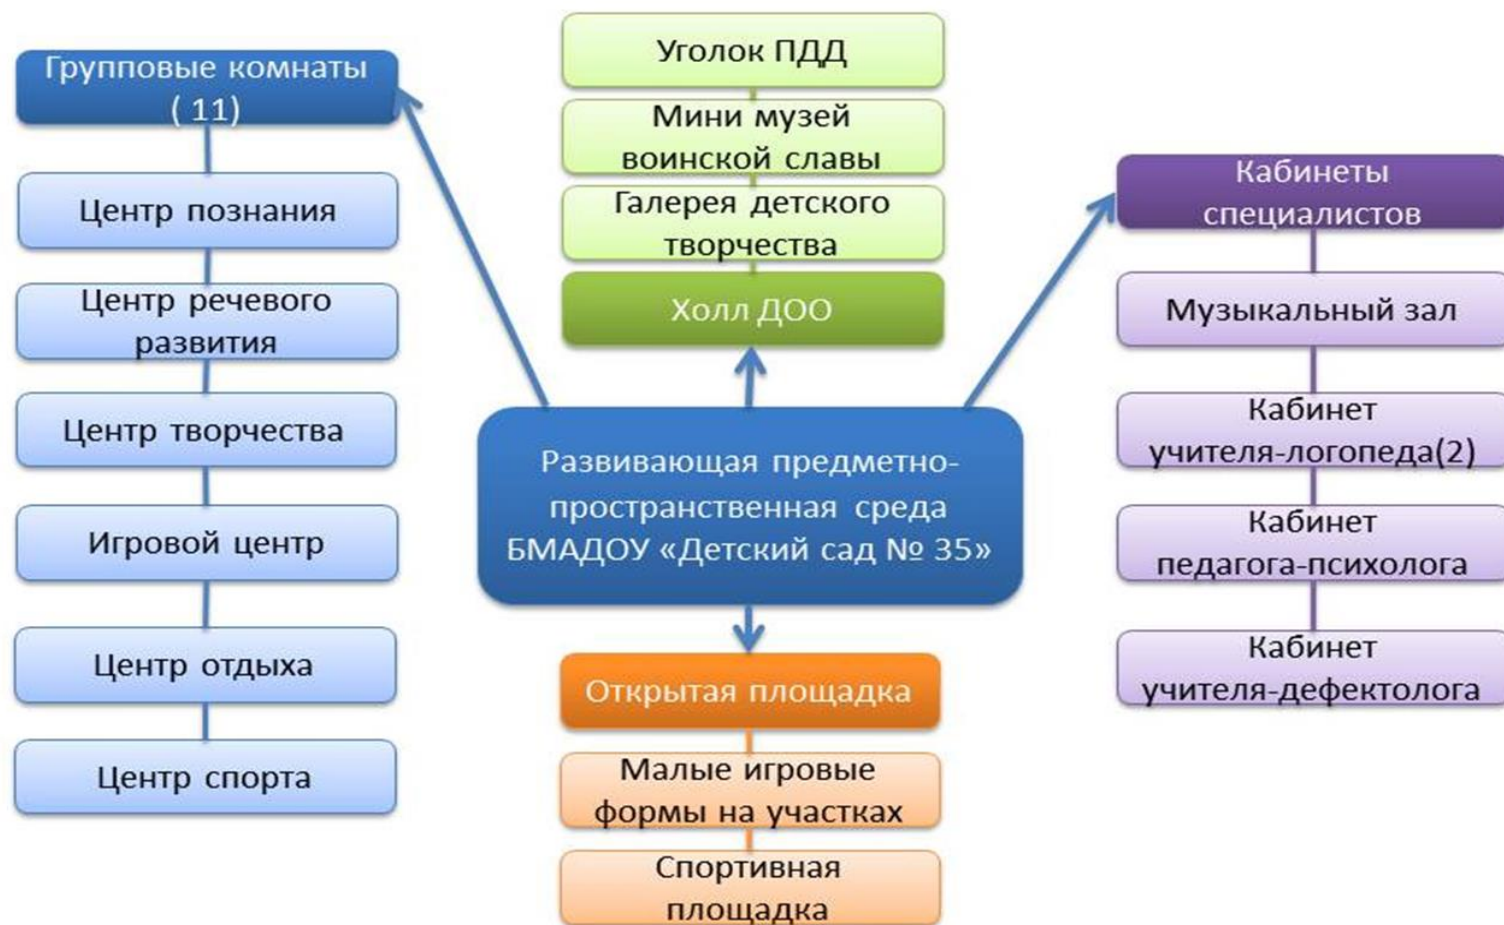 Групповые комнаты
( 11)
Центр познания
Центр речевого
развития
Центр творчества
Игровой центр
Центр отдыха
Центр спорта
Уголок ПДД
Мини музей
воинской славы
Галерея детского
творчества
Холл ДОО
Развивающая предметно-
пространственная среда
БМАДОУ «Детский сад № 35»
Открытая площадка
Малые игровые
формы на участках
Спортивная
площадка
Кабинеты
специалистов
Музыкальный зал
Кабинет
учителя-логопеда(2)
Кабинет
педагога-психолога
Кабинет
учителя-дефектолога